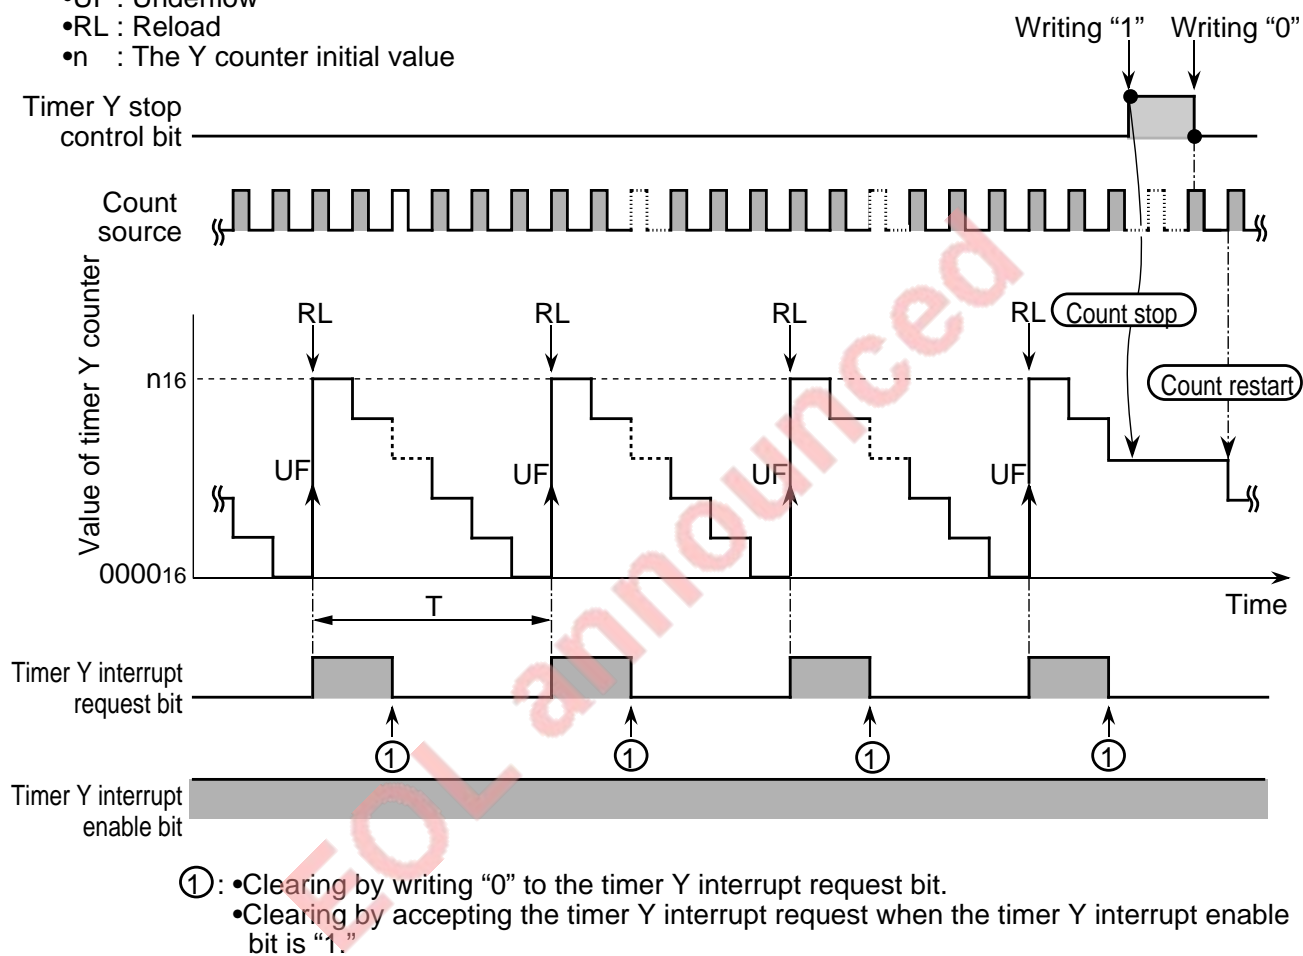 •UF : Underflow
•RL : Reload
•n : The Y counter initial value
Writing “1” Writing “0”
Timer Y stop
control bit
Count
source
Value of timer Y counter
RL RL RL RL
Count stop
n16
Count restart
UF UF UF UF
000016
T
Time
Timer Y interrupt
request bit
1 1 1 1
Timer Y interrupt
enable bit
1 : •Clearing by writing “0” to the timer Y interrupt request bit.
•Clearing by accepting the timer Y interrupt request when the timer Y interrupt enable
bit is “1.”
EOL announced